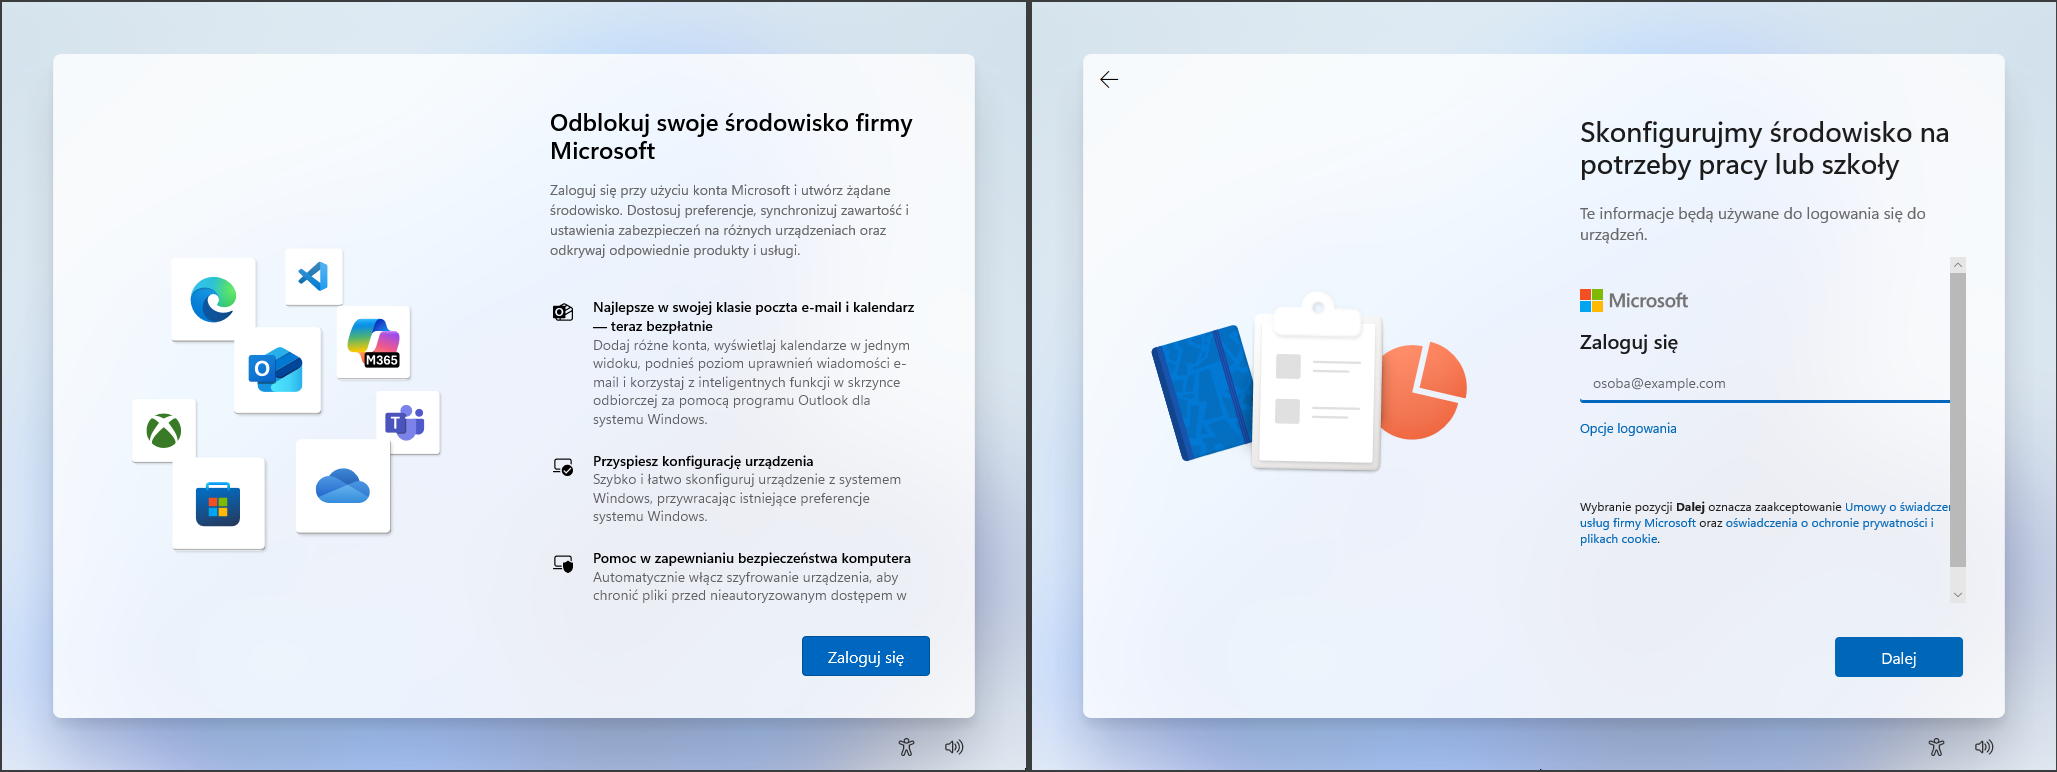 Odblokuj swoje środowisko firmy
Microsoft
Zaloguj się przy użyciu konta Microsoft i utwórz żądane
środowisko. Dostosuj preferencje, synchronizuj zawartość i
ustawienia zabezpieczeń na różnych urządzeniach oraz
odkrywaj odpowiednie produkty i usługi.
Najlepsze w swojej klasie poczta e-mail i kalendarz
— teraz bezpłatnie
Dodaj różne konta, wyświetlaj kalendarze w jednym
widoku, podnieś poziom uprawnień wiadomości e-
mail i korzystaj z inteligentnych funkcji w skrzynce
odbiorczej za pomocą programu Outlook dla
systemu Windows.
Przyspiesz konfigurację urządzenia
Szybko i łatwo skonfiguruj urządzenie z systemem
Windows, przywracając istniejące preferencje
systemu Windows.
Pomoc w zapewnianiu bezpieczeństwa komputera
Automatycznie włącz szyfrowanie urządzenia, aby
chronić pliki przed nieautoryzowanym dostępem w
Zaloguj się
M365
Skonfigurujmy środowisko na
potrzeby pracy lub szkoły
Te informacje będą używane do logowania się do
urządzeń.
Microsoft
Zaloguj się
osoba@example.com
Opcje logowania
Wybranie pozycji Dalej oznacza zaakceptowanie Umowy o świadczen
usług firmy Microsoft oraz oświadczenia o ochronie prywatności i
plikach cookie.
Dalej